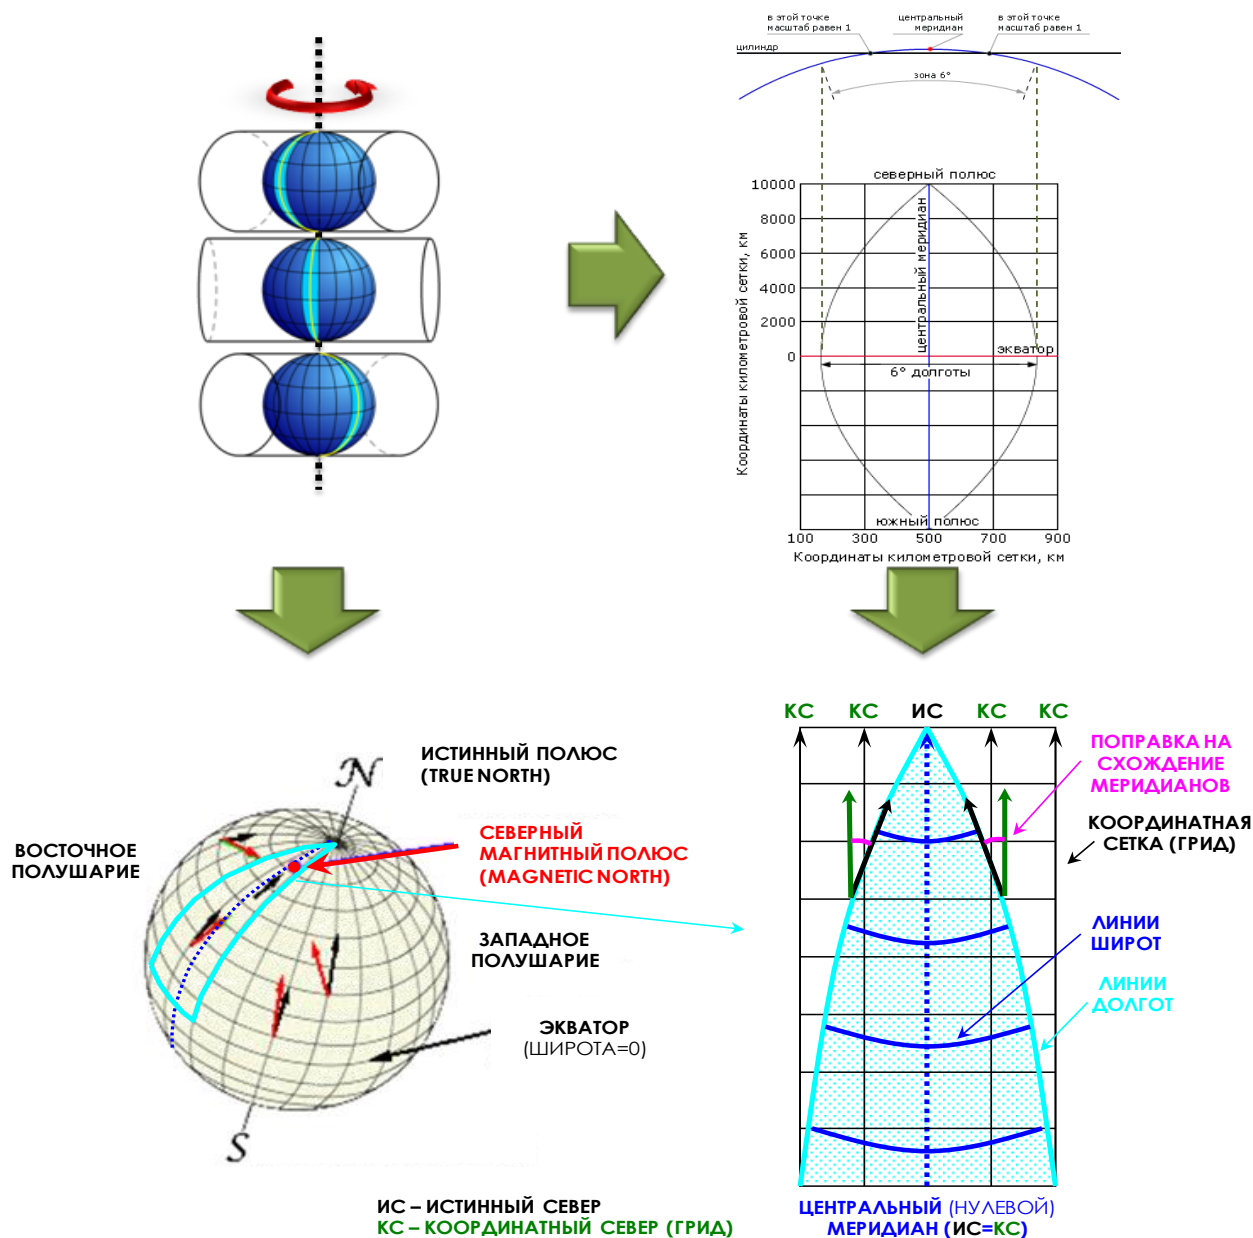 в этой точке
масштаб равен 1
центральный
меридиан
в этой точке
масштаб равен 1
цилиндр
зона 6°
северный полюс
10000
8000
6000
4000
2000
0
Координаты километровой сетки, км
центральный меридиан
экватор
6° долготы
южный полюс
100 300 500 700 900
Координаты километровой сетки, км
N
ИСТИННЫЙ ПОЛЮС
(TRUE NORTH)
СЕВЕРНЫЙ
МАГНИТНЫЙ ПОЛЮС
(MAGNETIC NORTH)
ВОСТОЧНОЕ
ПОЛУШАРИЕ
ЗАПАДНОЕ
ПОЛУШАРИЕ
ЭКВАТОР
(ШИРОТА=0)
S
КС КС ИС КС КС
ПОПРАВКА НА
СХОЖДЕНИЕ
МЕРИДИАНОВ
КООРДИНАТНАЯ
СЕТКА (ГРИД)
ЛИНИИ
ШИРОТ
ЛИНИИ
ДОЛГОТ
ИС – ИСТИННЫЙ СЕВЕР
КС – КООРДИНАТНЫЙ СЕВЕР (ГРИД)
ЦЕНТРАЛЬНЫЙ (НУЛЕВОЙ)
МЕРИДИАН (ИС=КС)